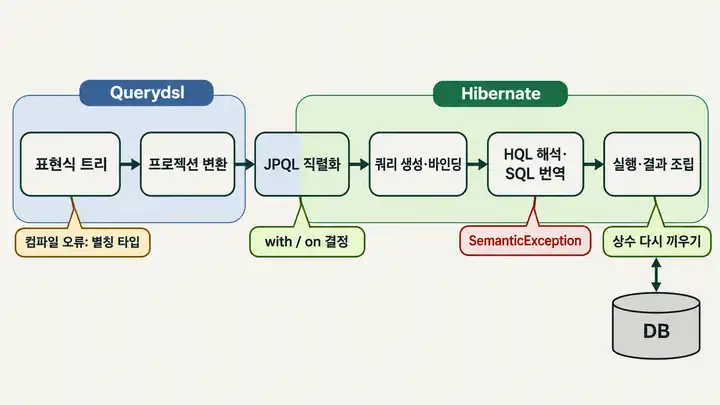 Querydsl
Hibernate
표현식 트리
프로젝션 변환
JPQL 직렬화
쿼리 생성·바인딩
HQL 해석·
SQL 번역
실행·결과 조립
컴파일 오류: 별칭 타입
with / on 결정
SemanticException
상수 다시 끼우기
DB